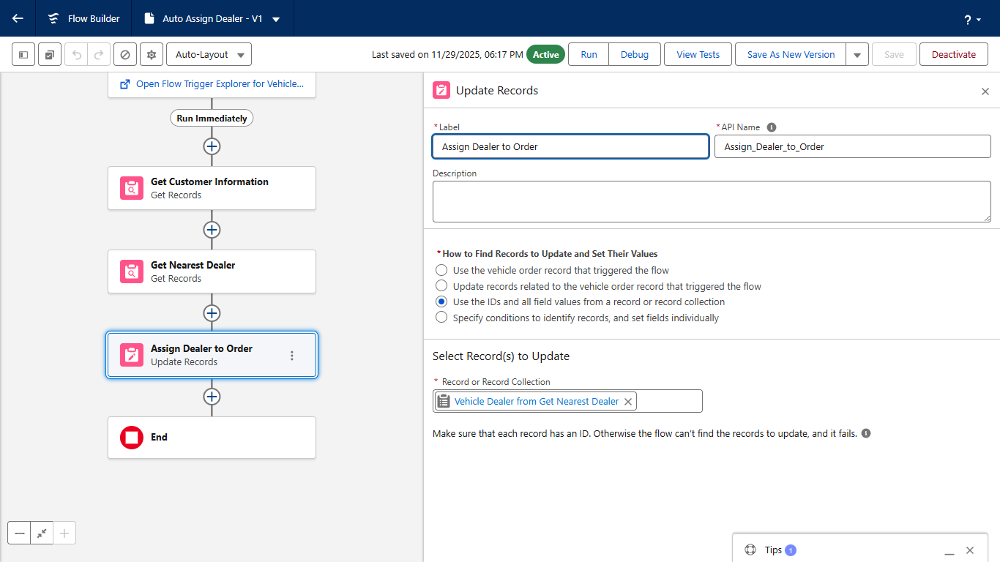 Flow Builder
Auto Assign Dealer - V1
?
Auto-Layout
Last saved on 11/29/2025, 06:17 PM
Active
Run
Debug
View Tests
Save As New Version
Save
Deactivate
Open Flow Trigger Explorer for Vehicle...
Run Immediately
Get Customer Information
Get Records
Get Nearest Dealer
Get Records
Assign Dealer to Order
Update Records
End
Update Records
*Label
Assign Dealer to Order
*API Name
Assign_Dealer_to_Order
Description
*How to Find Records to Update and Set Their Values
Use the vehicle order record that triggered the flow
Update records related to the vehicle order record that triggered the flow
Use the IDs and all field values from a record or record collection
Specify conditions to identify records, and set fields individually
Select Record(s) to Update
* Record or Record Collection
Vehicle Dealer from Get Nearest Dealer
Make sure that each record has an ID. Otherwise the flow can't find the records to update, and it fails.
Tips 1